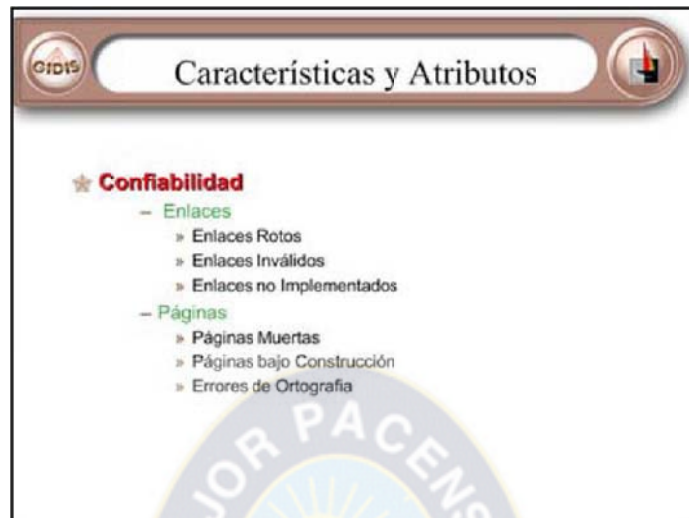 GIDIS
Características y Atributos
Confiabilidad
– Enlaces
» Enlaces Rotos
» Enlaces Inválidos
» Enlaces no Implementados
– Páginas
» Páginas Muertas
» Páginas bajo Construcción
» Errores de Ortografia
JOR PACENS